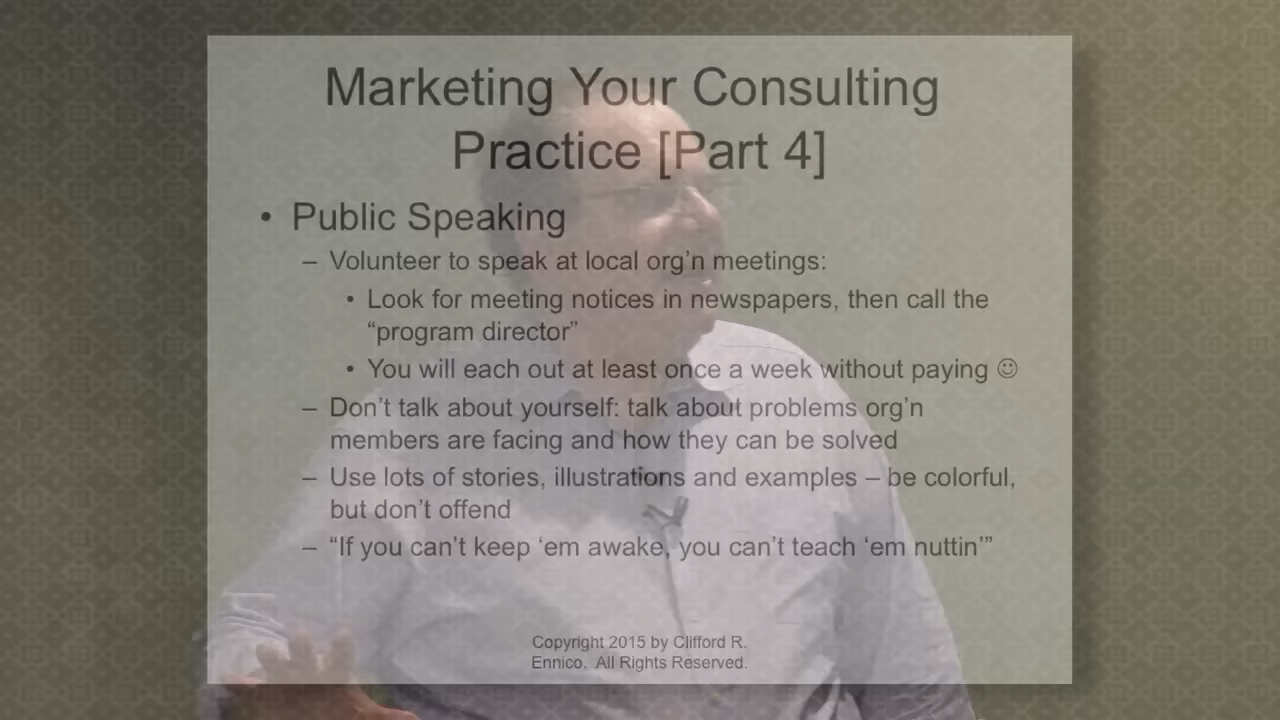 Marketing Your Consulting
Practice [Part 4]
• Public Speaking
– Volunteer to speak at local org’n meetings:
• Look for meeting notices in newspapers, then call the
“program director”
• You will each out at least once a week without paying ☺
– Don’t talk about yourself: talk about problems org’n
members are facing and how they can be solved
– Use lots of stories, illustrations and examples – be colorful,
but don’t offend
– “If you can’t keep ‘em awake, you can’t teach ‘em nuttin’”
Copyright 2015 by Clifford R.
Ennico. All Rights Reserved.